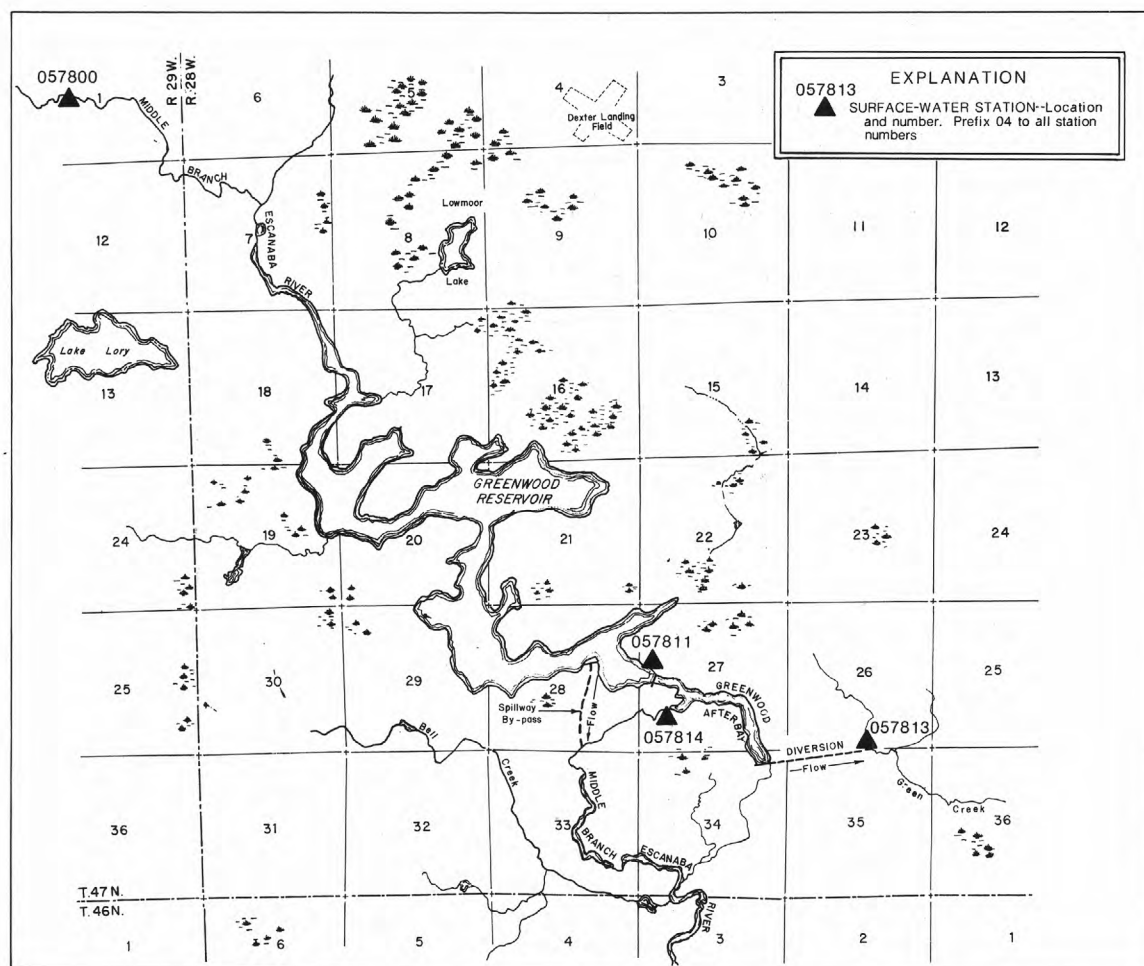 057800
1
R. 29W.
R. 28W.
6
5
4
3
Dexter Landing
Field
EXPLANATION
057813
SURFACE-WATER STATION--Location
and number. Prefix 04 to all station
numbers
MIDDLE
BRANCH
ESCANABA
RIVER
12
7
8
Lowmoor
Lake
9
10
11
12
Lake Lory
13
18
17
16
15
14
13
GREENWOOD
RESERVOIR
24
19
20
21
22
23
24
057811
25
30
29
28
27
26
25
Spillway
By-pass
Flow
GREENWOOD
AFTERBAY
057814
057813
DIVERSION
Flow
Bell
Creek
Green
Creek
MIDDLE
BRANCH
ESCANABA
RIVER
36
31
32
33
34
35
36
T.47N.
T.46N.
1
6
5
4
3
2
1